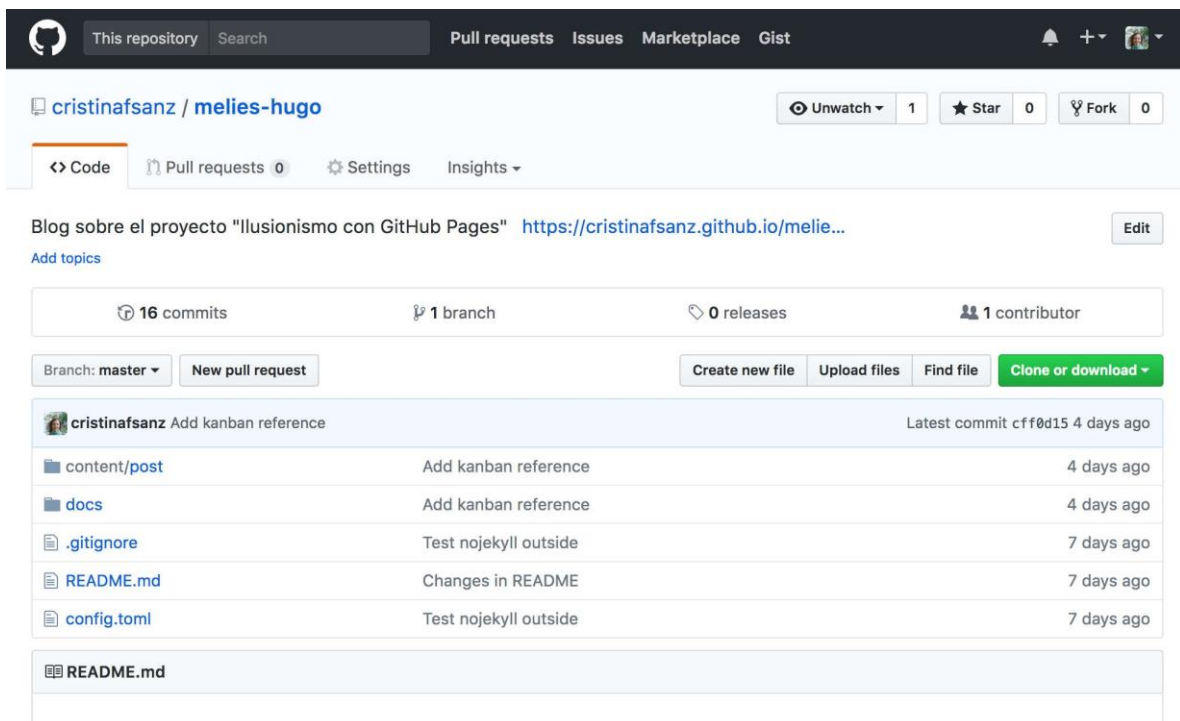 This repository Search Pull requests Issues Marketplace Gist
cristinafsanz / melies-hugo Unwatch 1 Star 0 Fork 0
Code Pull requests 0 Settings Insights
Blog sobre el proyecto "Ilusionismo con GitHub Pages" https://cristinafsanz.github.io/melie... Edit
Add topics
16 commits 1 branch 0 releases 1 contributor
Branch: master New pull request Create new file Upload files Find file Clone or download
cristinafsanz Add kanban reference Latest commit cff0d15 4 days ago
content/post Add kanban reference 4 days ago
docs Add kanban reference 4 days ago
.gitignore Test nojekyll outside 7 days ago
README.md Changes in README 7 days ago
config.toml Test nojekyll outside 7 days ago
README.md